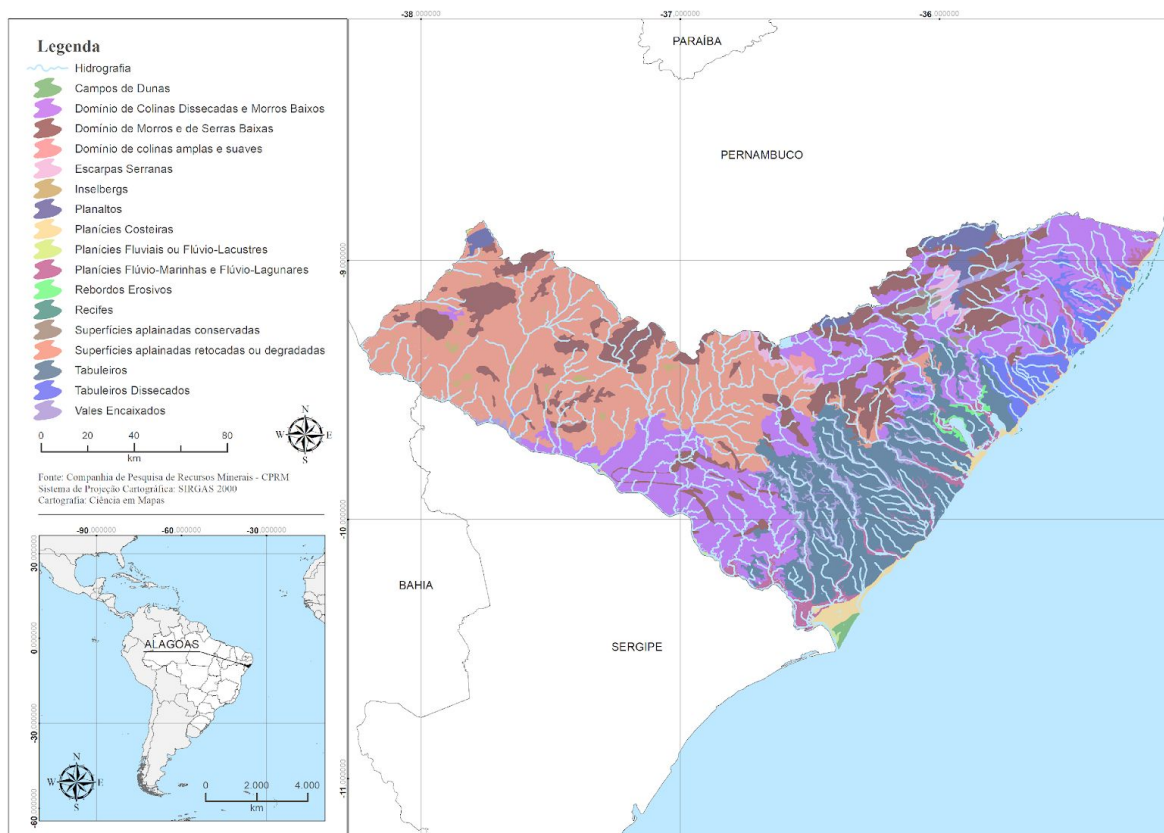 Legenda
Hidrografia
Campos de Dunas
Domínio de Colinas Dissecadas e Morros Baixos
Domínio de Morros e de Serras Baixas
Domínio de colinas amplas e suaves
Escarpas Serranas
Inselbergs
Planaltos
Planícies Costeiras
Planícies Fluviais ou Flúvio-Lacustres
Planícies Flúvio-Marinhas e Flúvio-Lagunares
Rebordos Erosivos
Recifes
Superfícies aplainadas conservadas
Superfícies aplainadas retocadas ou degradadas
Tabuleiros
Tabuleiros Dissecados
Vales Encaixados
N
W E
S
0 20 40 60 80
km
Fonte: Companhia de Pesquisa de Recursos Minerais - CPRM
Sistema de Projeção Cartográfica: SIRGAS 2000
Cartografia: Ciência em Mapas
-90.000000 -60.000000 -30.000000
30
0.000000
-30.000000
-60.000000
ALAGOAS
N
W E
S
0 2.000 4.000
km
-38.000000 -37.000000 -36.000000
-9.000000
-10.000000
-11.000000
PARAÍBA
PERNAMBUCO
BAHIA
SERGIPE